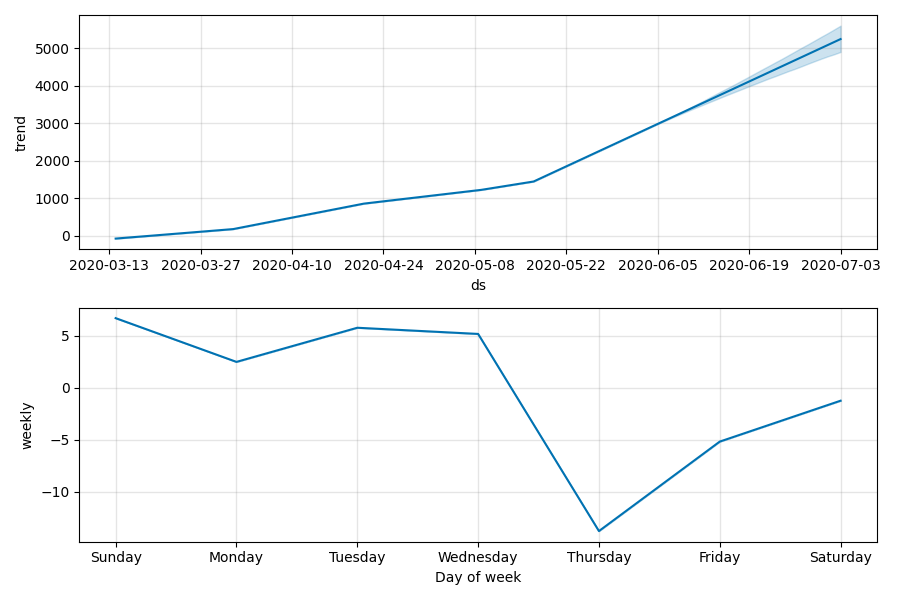 5000
4000
3000
2000
1000
0
trend
2020-03-13 2020-03-27 2020-04-10 2020-04-24 2020-05-08 2020-05-22 2020-06-05 2020-06-19 2020-07-03
ds
5
0
−5
−10
weekly
Sunday Monday Tuesday Wednesday Thursday Friday Saturday
Day of week